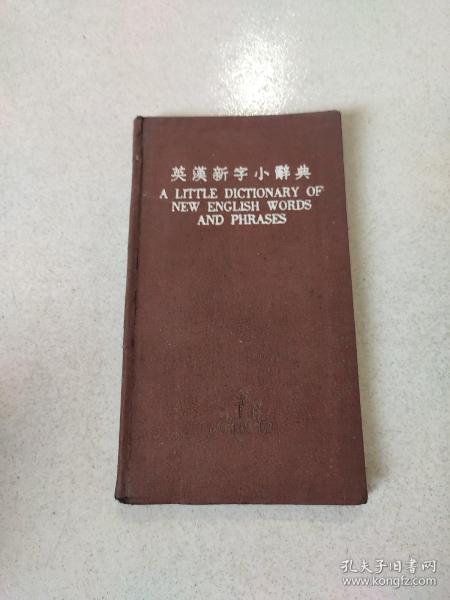 英漢新字小辭典
A LITTLE DICTIONARY OF
NEW ENGLISH WORDS
AND PHRASES
孔夫子旧书网
www.kongfz.com